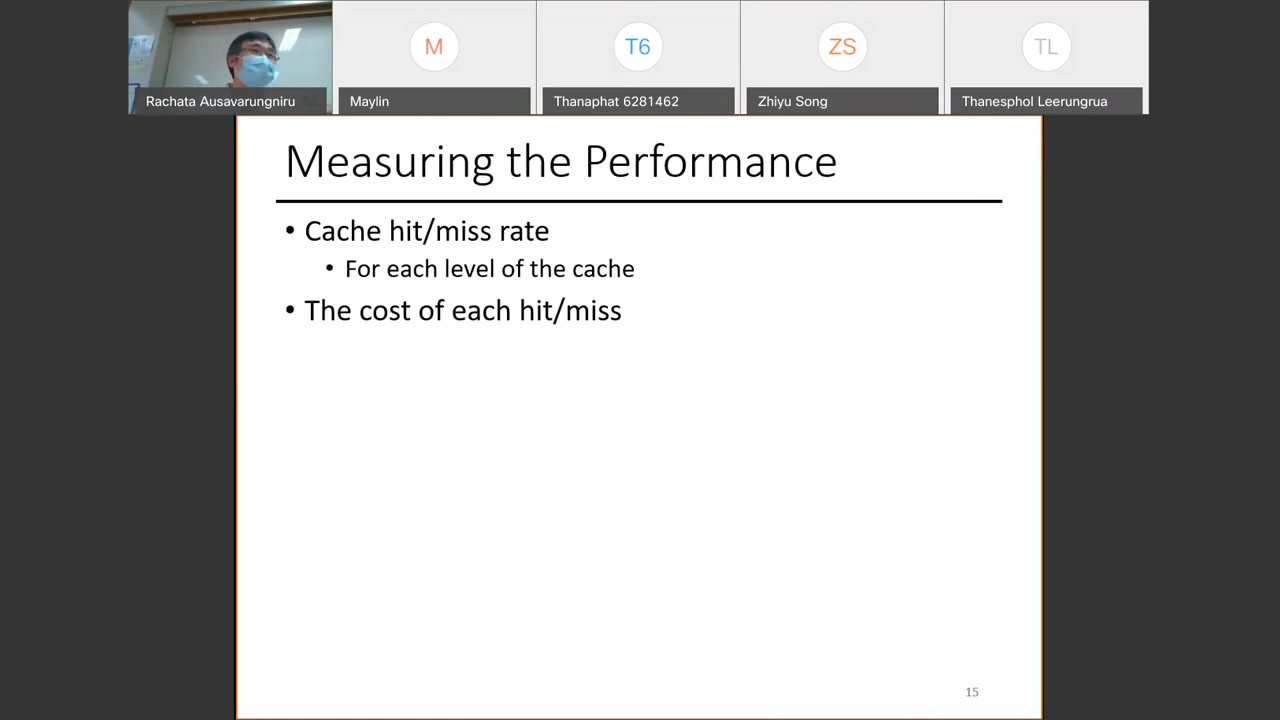 M
T6
ZS
TL
Rachata Ausavarungniru
Maylin
Thanaphat 6281462
Zhiyu Song
Thanesphol Leerungrua
Measuring the Performance
• Cache hit/miss rate
• For each level of the cache
• The cost of each hit/miss
15